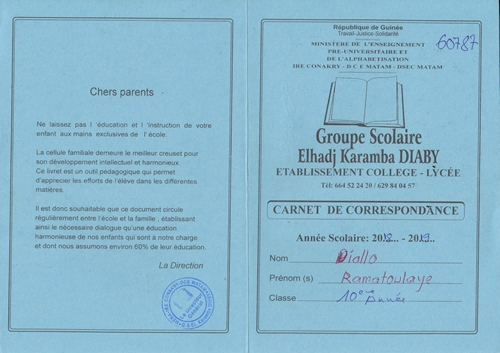 Chers parents
Ne laissez pas l 'éducation et l 'instruction de votre
enfant aux mains exclusives de l' école.
La cellule familiale demeure le meilleur creuset pour
son développement intellectuel et harmonieux
Ce livret est un outil pédagogique qui permet
d'apprécier les efforts de l'élève dans les différentes
matières.
Il est donc souhaitable que ce document circule
régulièrement entre l'école et la famille , établissant
ainsi le nécessaire dialogue qu'une éducation
harmonieuse de nos enfants qui sont à notre charge
et dont nous assumons environ 60% de leur éducation.
La Direction
République de Guinée
Travail-Justice-Solidarité
60787
MINISTERE DE L'ENSEIGNEMENT
PRE-UNIVERSITAIRE ET
DE L'ALPHABETISATION
IRE CONAKRY - D C E MATAM - DSEC MATAM
Groupe Scolaire
Elhadj Karamba DIABY
ETABLISSEMENT COLLEGE - LYCÉE
Tél: 664 52 24 20 / 629 84 04 57
CARNET DE CORRESPONDANCE
Année Scolaire: 2018... - 2019...
Nom Diallo
Prénom (s) Ramatoulaye
Classe 10ème Année